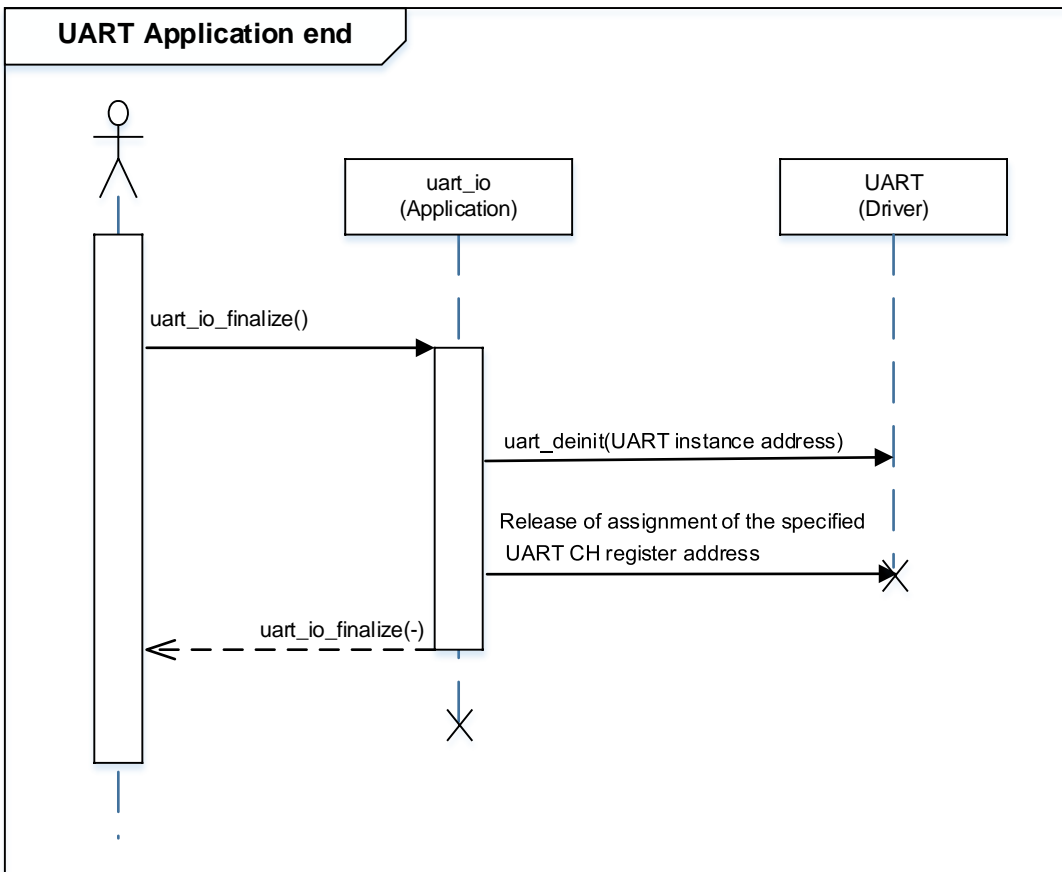 UART Application end
uart_io
(Application)
UART
(Driver)
uart_io_finalize()
uart_deinit(UART instance address)
Release of assignment of the specified
UART CH register address
uart_io_finalize(-)